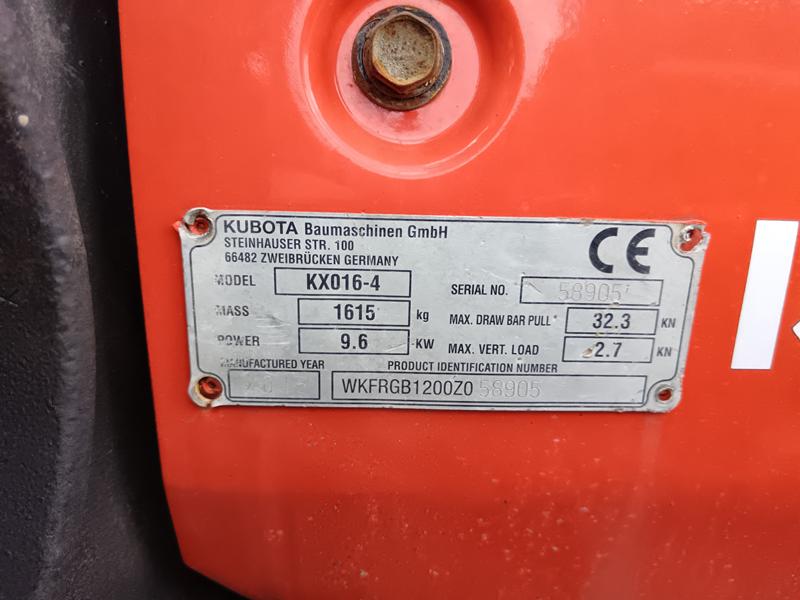 KUBOTA Baumaschinen GmbH
STEINHAUSER STR. 100
66482 ZWEIBRÜCKEN GERMANY
CE
MODEL KX016-4
SERIAL NO. 58905
MASS 1615 kg
MAX. DRAW BAR PULL 32.3 KN
POWER 9.6 KW
MAX. VERT. LOAD 2.7 KN
MANUFACTURED YEAR
PRODUCT IDENTIFICATION NUMBER
WKFRGB1200Z058905